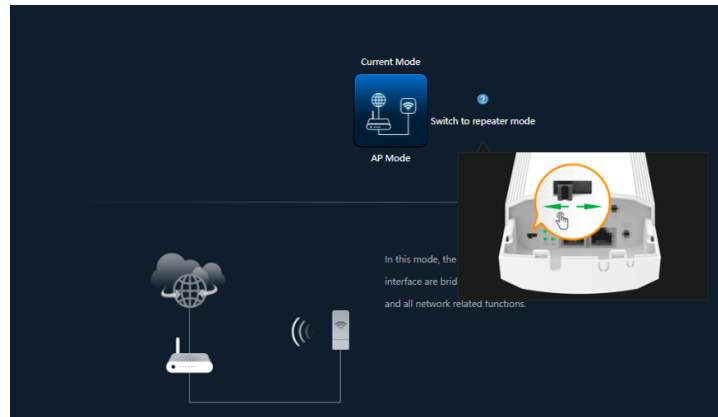 Current Mode
?
Switch to repeater mode
AP Mode
In this mode, the
interface are brid
and all network related functions.